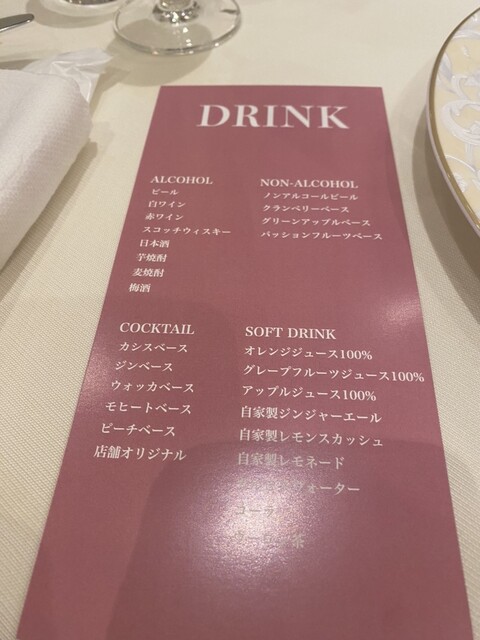 DRINK
ALCOHOL
ビール
白ワイン
赤ワイン
スコッチウィスキー
日本酒
芋焼酎
麦焼酎
梅酒
NON-ALCOHOL
ノンアルコールビール
クランベリーベース
グリーンアップルベース
パッションフルーツベース
COCKTAIL
カシスベース
ジンベース
ウォッカベース
モヒートベース
ピーチベース
店舗オリジナル
SOFT DRINK
オレンジジュース100%
グレープフルーツジュース100%
アップルジュース100%
自家製ジンジャーエール
自家製レモンスカッシュ
自家製レモネード
ウォーター
コーラ
茶